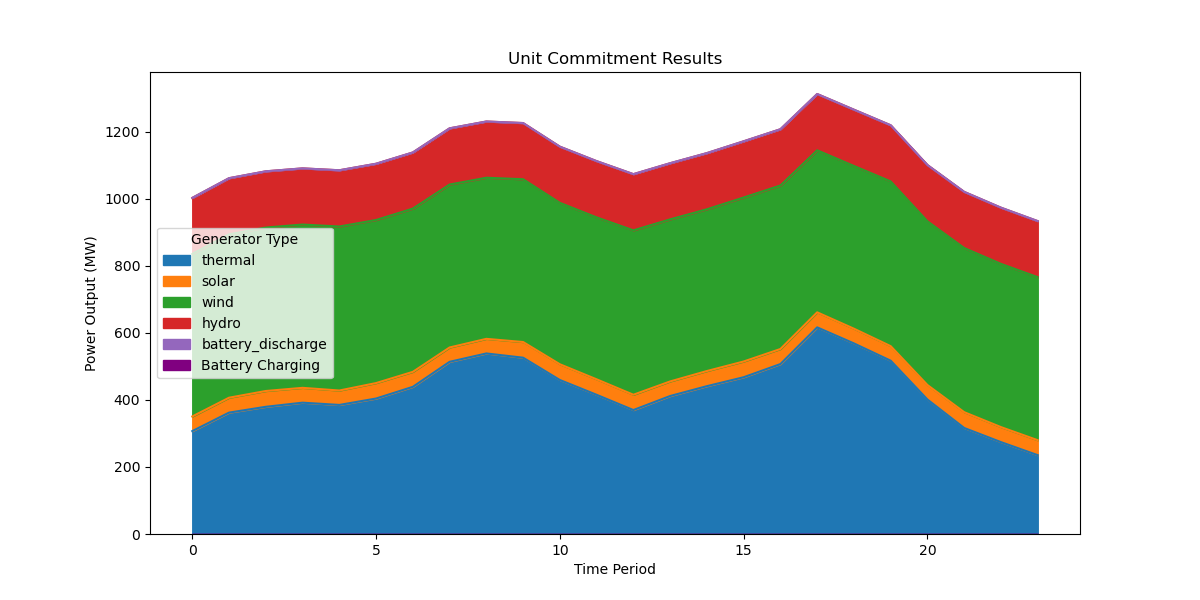 Unit Commitment Results
Power Output (MW)
1200
1000
800
600
400
200
0
Generator Type
thermal
solar
wind
hydro
battery_discharge
Battery Charging
0 5 10 15 20
Time Period